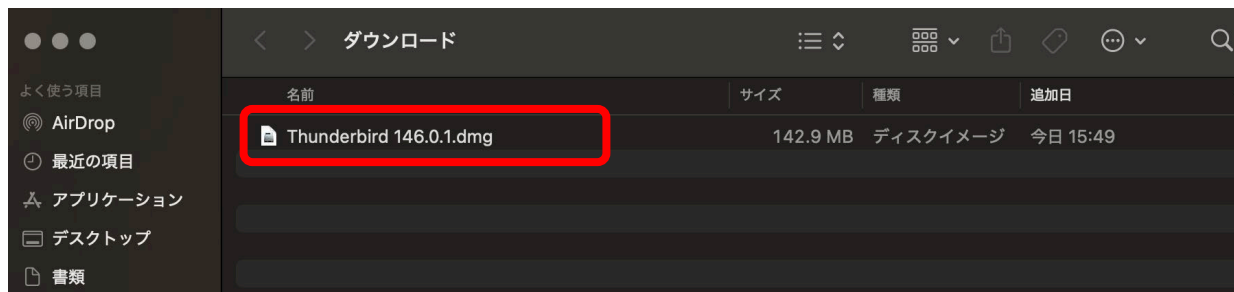 ダウンロード
よく使う項目
AirDrop
最近の項目
アプリケーション
デスクトップ
書類
名前 サイズ 種類 追加日
Thunderbird 146.0.1.dmg 142.9 MB ディスクイメージ 今日 15:49